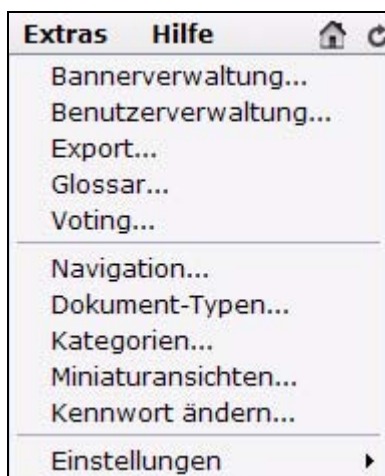 Extras Hilfe
Bannerverwaltung...
Benutzerverwaltung...
Export...
Glossar...
Voting...
Navigation...
Dokument-Typen...
Kategorien...
Miniaturansichten...
Kennwort ändern...
Einstellungen